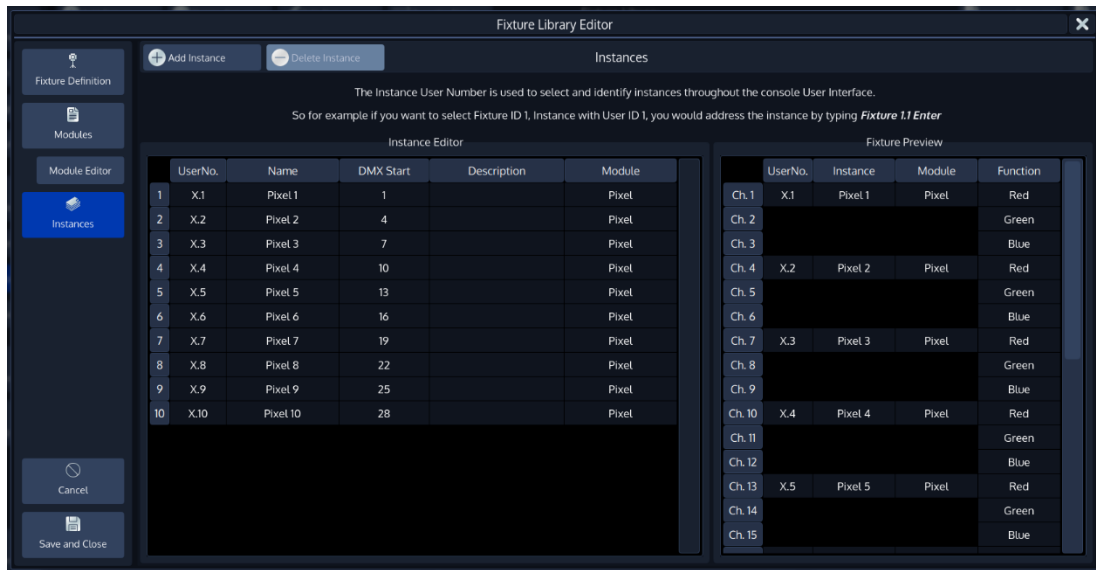 Fixture Library Editor
Fixture Definition
Modules
Module Editor
Instances
Cancel
Save and Close
Add Instance Delete Instance Instances
The Instance User Number is used to select and identify instances throughout the console User Interface.
So for example if you want to select Fixture ID 1, Instance with User ID 1, you would address the instance by typing Fixture 1.1 Enter
Instance Editor
UserNo. Name DMX Start Description Module
1 X.1 Pixel 1 1 Pixel
2 X.2 Pixel 2 4 Pixel
3 X.3 Pixel 3 7 Pixel
4 X.4 Pixel 4 10 Pixel
5 X.5 Pixel 5 13 Pixel
6 X.6 Pixel 6 16 Pixel
7 X.7 Pixel 7 19 Pixel
8 X.8 Pixel 8 22 Pixel
9 X.9 Pixel 9 25 Pixel
10 X.10 Pixel 10 28 Pixel
Fixture Preview
UserNo. Instance Module Function
Ch. 1 X.1 Pixel 1 Pixel Red
Ch. 2 Green
Ch. 3 Blue
Ch. 4 X.2 Pixel 2 Pixel Red
Ch. 5 Green
Ch. 6 Blue
Ch. 7 X.3 Pixel 3 Pixel Red
Ch. 8 Green
Ch. 9 Blue
Ch. 10 X.4 Pixel 4 Pixel Red
Ch. 11 Green
Ch. 12 Blue
Ch. 13 X.5 Pixel 5 Pixel Red
Ch. 14 Green
Ch. 15 Blue